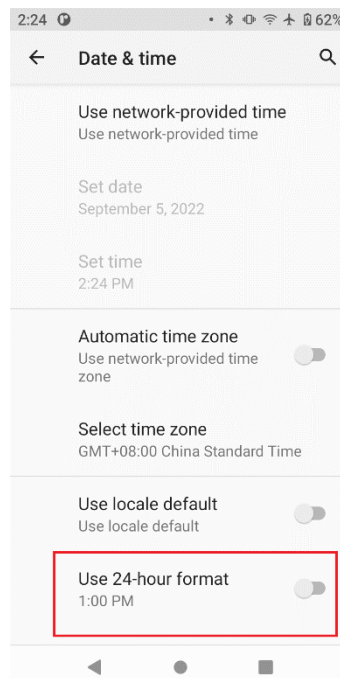 2:24 62%
Date & time
Use network-provided time
Use network-provided time
Set date
September 5, 2022
Set time
2:24 PM
Automatic time zone
Use network-provided time
zone
Select time zone
GMT+08:00 China Standard Time
Use locale default
Use locale default
Use 24-hour format
1:00 PM